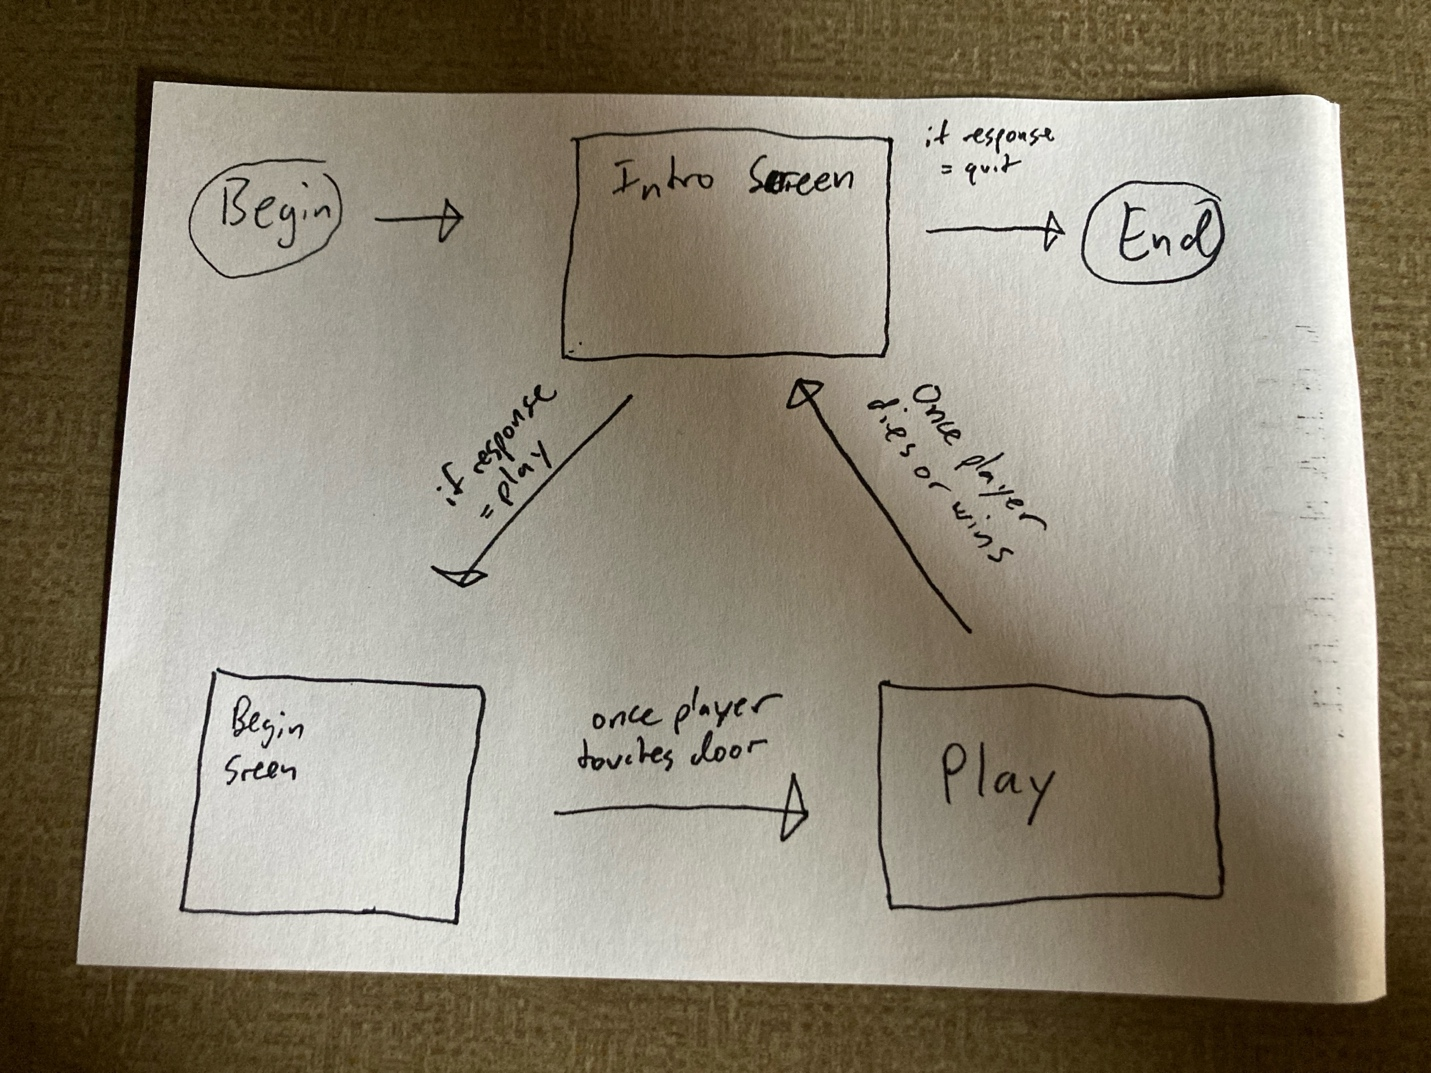 Begin
Intro Screen
if response
= quit
End
if response
= play
Once player
dies or wins
Begin
Sreen
once player
touches door
Play